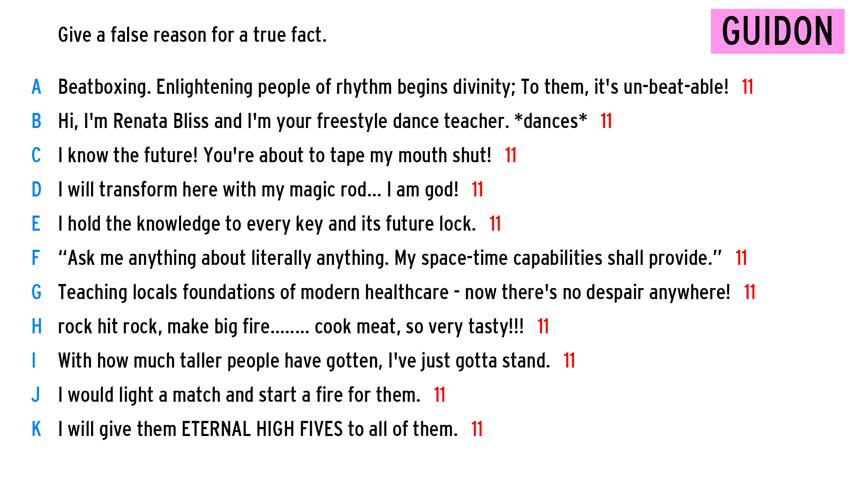 Give a false reason for a true fact.
GUIDON
A Beatboxing. Enlightening people of rhythm begins divinity; To them, it's un-beat-able! 11
B Hi, I'm Renata Bliss and I'm your freestyle dance teacher. *dances* 11
C I know the future! You're about to tape my mouth shut! 11
D I will transform here with my magic rod... I am god! 11
E I hold the knowledge to every key and its future lock. 11
F “Ask me anything about literally anything. My space-time capabilities shall provide.” 11
G Teaching locals foundations of modern healthcare - now there's no despair anywhere! 11
H rock hit rock, make big fire........ cook meat, so very tasty!!! 11
I With how much taller people have gotten, I've just gotta stand. 11
J I would light a match and start a fire for them. 11
K I will give them ETERNAL HIGH FIVES to all of them. 11